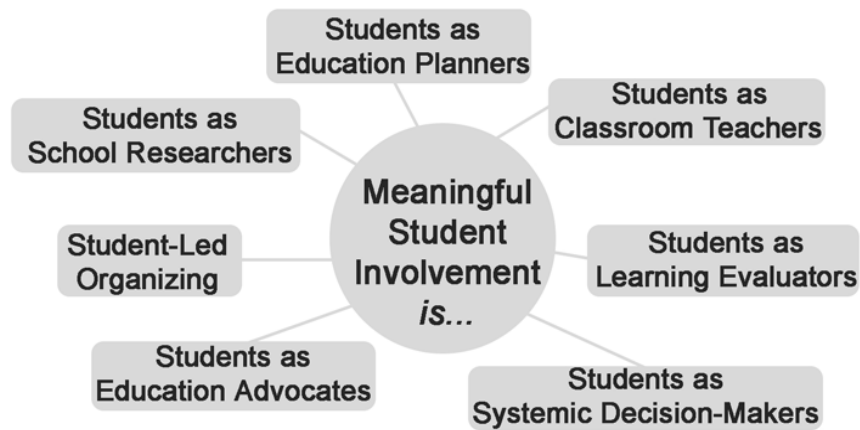 Students as
Education Planners
Students as
Classroom Teachers
Students as
School Researchers
Meaningful
Student
Involvement
is...
Student-Led
Organizing
Students as
Learning Evaluators
Students as
Education Advocates
Students as
Systemic Decision-Makers